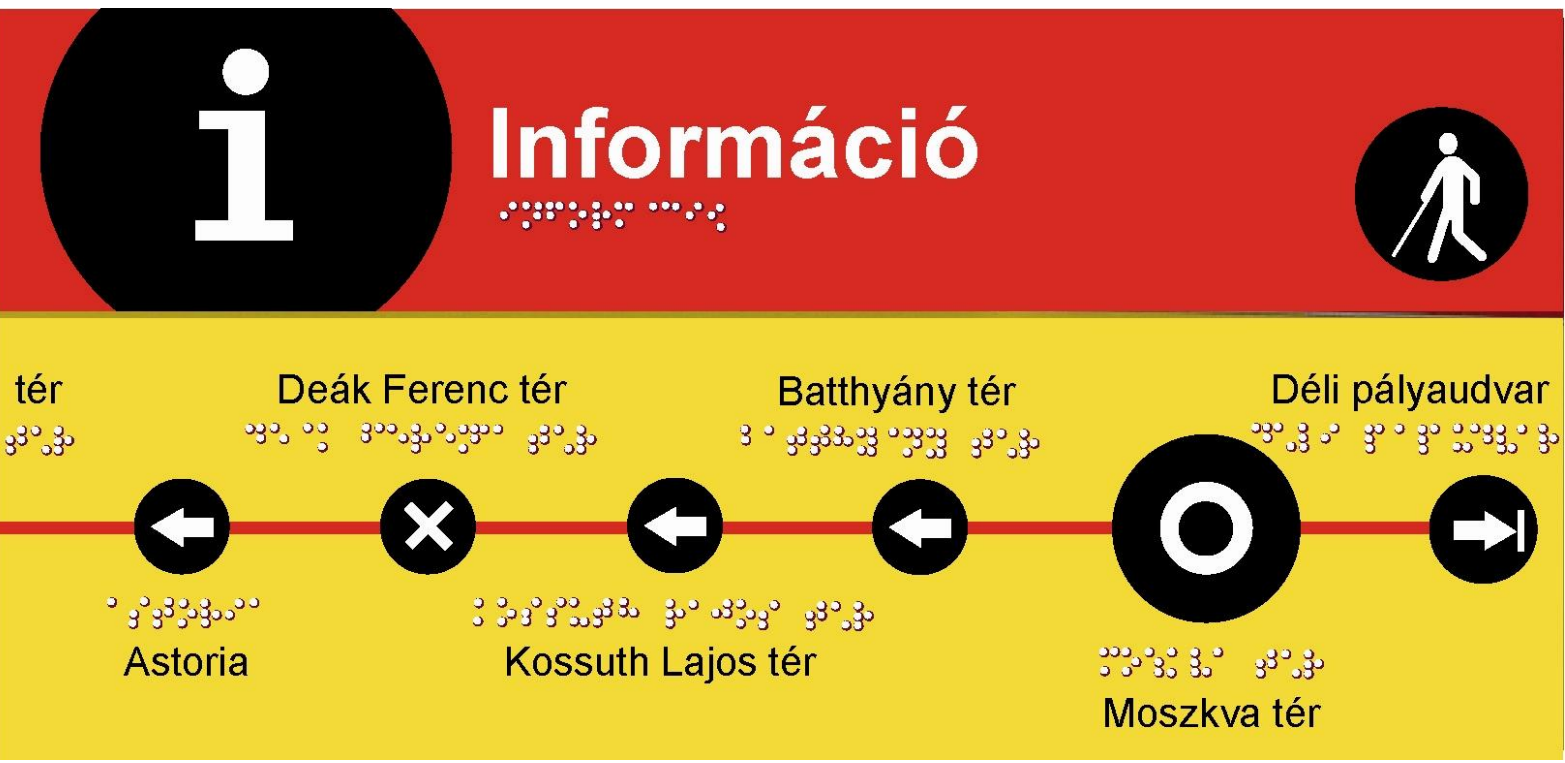 i
Információ
tér
Deák Ferenc tér
Batthyány tér
Déli pályaudvar
Astoria
Kossuth Lajos tér
Moszkva tér